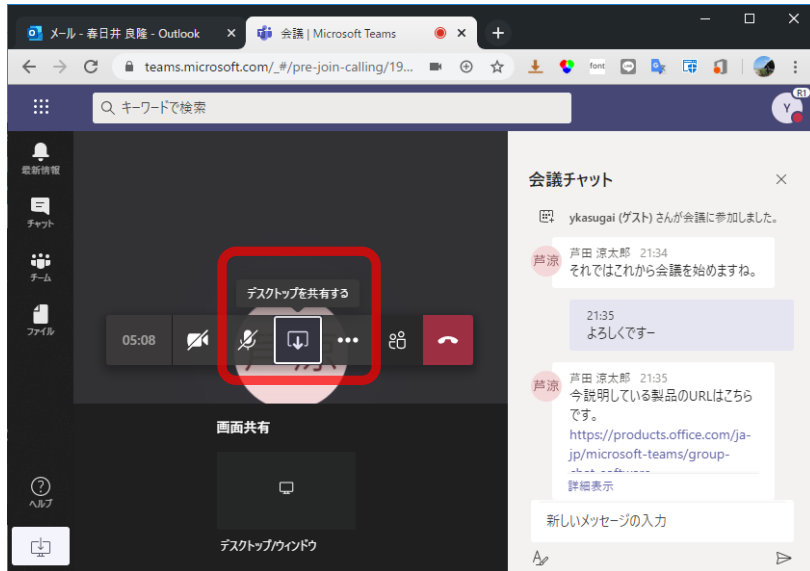 メール - 春日井 良隆 - Outlook
会議 | Microsoft Teams
teams.microsoft.com/_#/pre-join-calling/19...
font
キーワードで検索
Y
R1
最新情報
チャット
チーム
ファイル
ヘルプ
デスクトップを共有する
05:08
芦涼
画面共有
デスクトップ/ウィンドウ
会議チャット
ykasugai (ゲスト) さんが会議に参加しました。
芦涼
芦田 涼太郎 21:34
それではこれから会議を始めますね。
21:35
よろしくですー
芦涼
芦田 涼太郎 21:35
今説明している製品のURLはこちら
です。
https://products.office.com/ja-
jp/microsoft-teams/group-
chat-software
詳細表示
新しいメッセージの入力